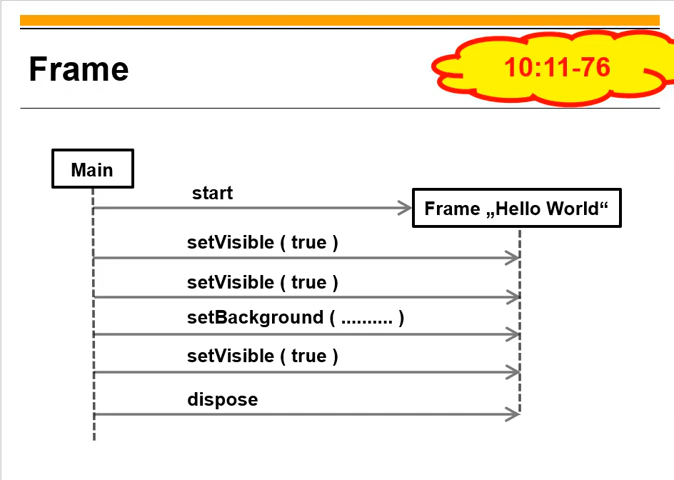 Frame
10:11-76
Main
start
Frame „Hello World“
setVisible ( true )
setVisible ( true )
setBackground ( .......... )
setVisible ( true )
dispose